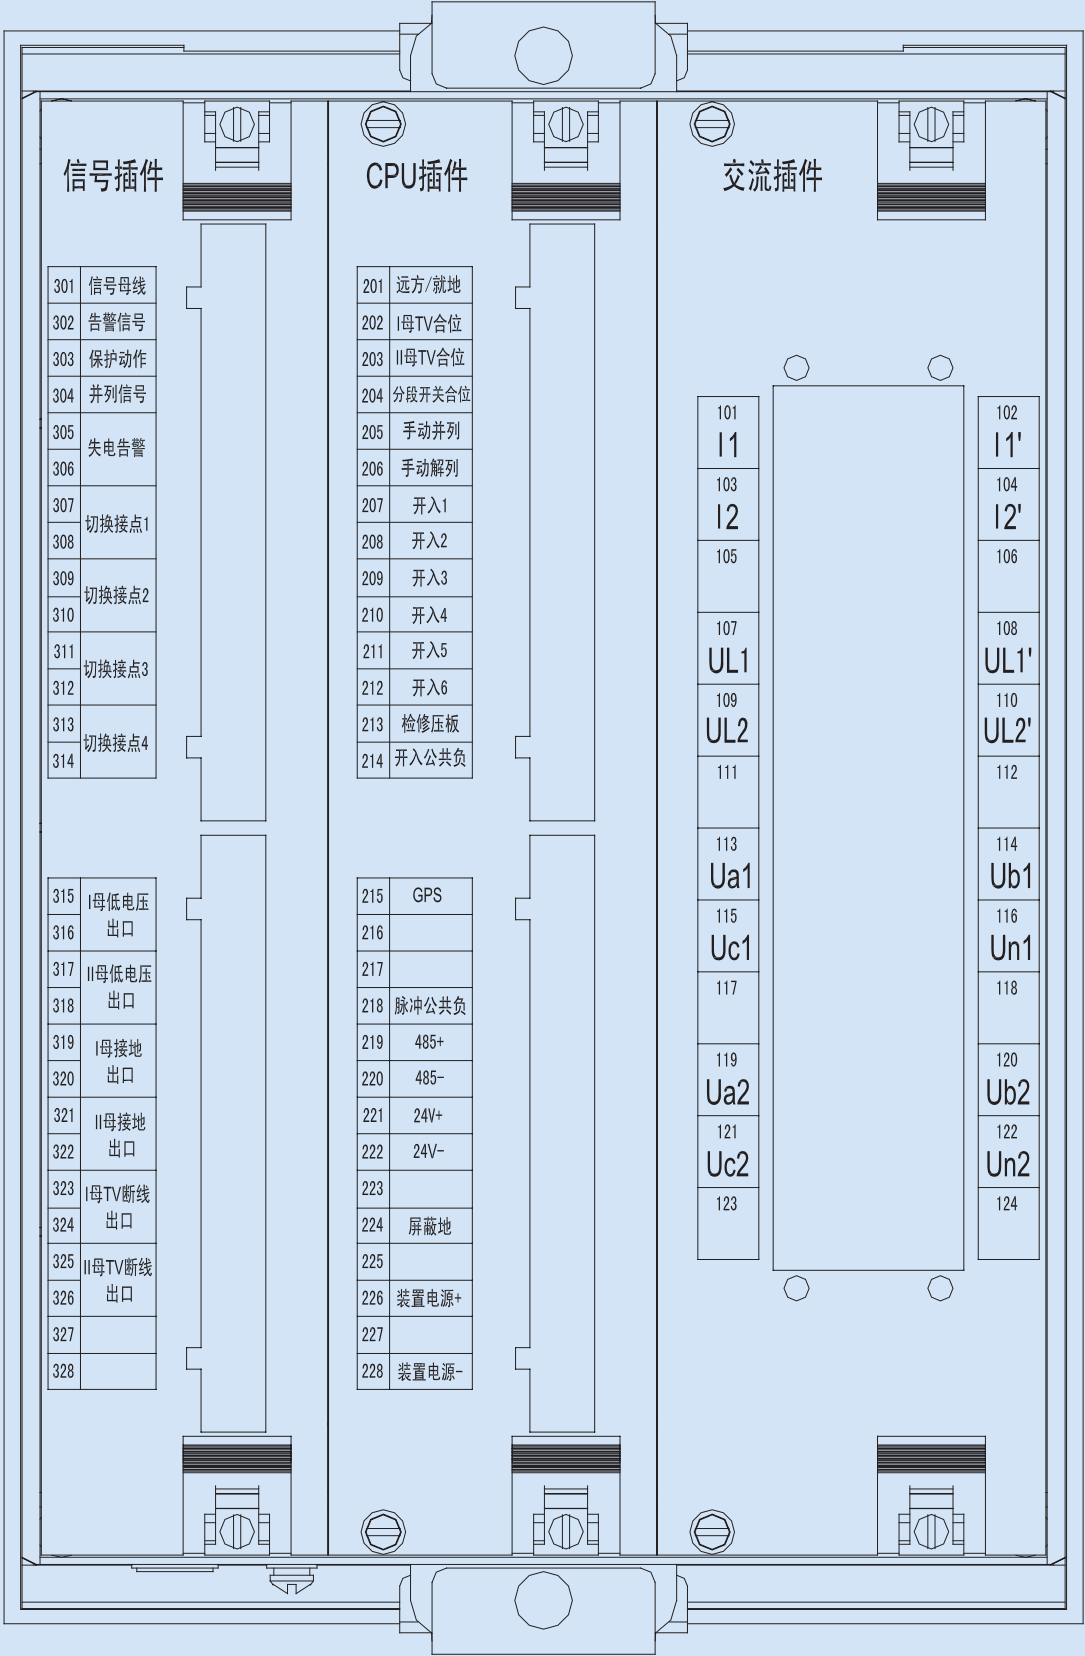 信号插件
301 信号母线
302 告警信号
303 保护动作
304 并列信号
305
失电告警
306
307
切换接点1
308
309
切换接点2
310
311
切换接点3
312
313
切换接点4
314
315
I母低电压
出口
316
317
II母低电压
出口
318
319
I母接地
出口
320
321
II母接地
出口
322
323
I母TV断线
出口
324
325
II母TV断线
出口
326
327
328
CPU插件
201 远方/就地
202 I母TV合位
203 II母TV合位
204 分段开关合位
205 手动并列
206 手动解列
207 开入1
208 开入2
209 开入3
210 开入4
211 开入5
212 开入6
213 检修压板
214 开入公共负
215 GPS
216
217
218 脉冲公共负
219 485+
220 485-
221 24V+
222 24V-
223
224 屏蔽地
225
226 装置电源+
227
228 装置电源-
交流插件
101 102
I1 I1'
103 104
I2 I2'
105 106
107 108
UL1 UL1'
109 110
UL2 UL2'
111 112
113 114
Ua1 Ub1
115 116
Uc1 Un1
117 118
119 120
Ua2 Ub2
121 122
Uc2 Un2
123 124